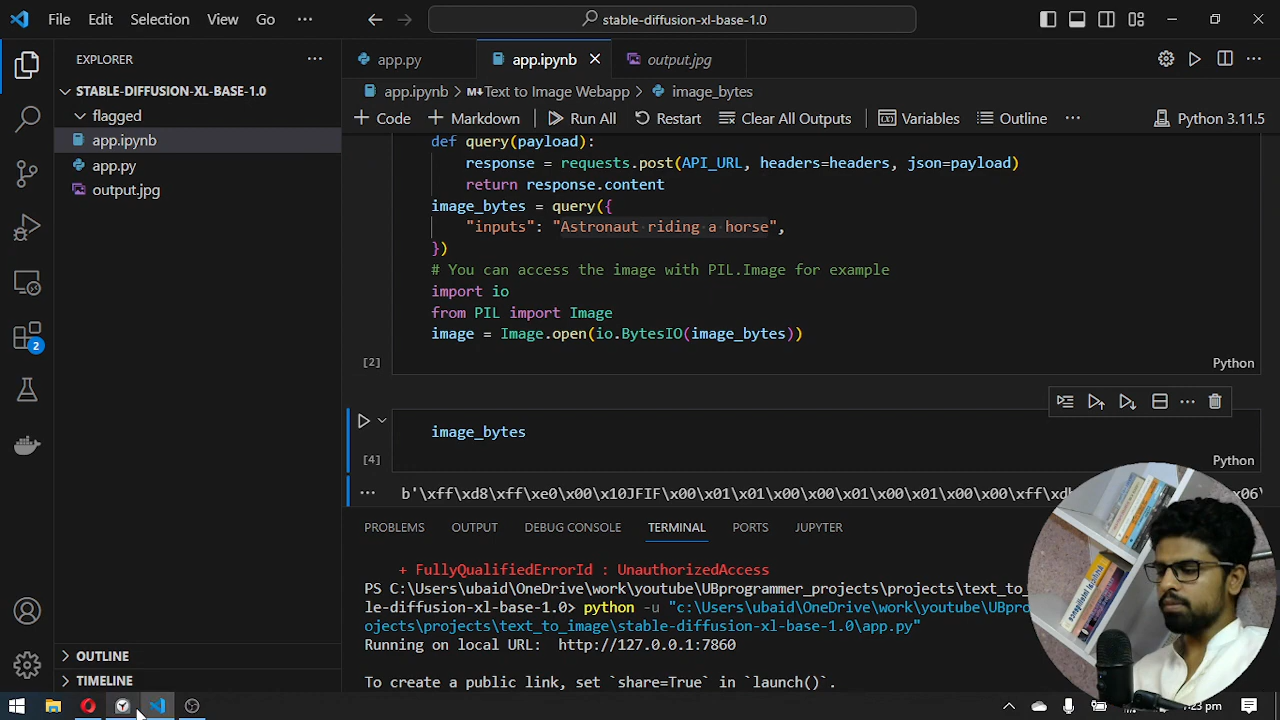 File Edit Selection View Go ··· stable-diffusion-xl-base-1.0
EXPLORER
STABLE-DIFFUSION-XL-BASE-1.0
flagged
app.ipynb
app.py
output.jpg
OUTLINE
TIMELINE
2
app.py app.ipynb output.jpg
app.ipynb > Text to Image Webapp > image_bytes
+ Code + Markdown Run All Restart Clear All Outputs Variables Outline ··· Python 3.11.5
def query(payload):
response = requests.post(API_URL, headers=headers, json=payload)
return response.content
image_bytes = query({
"inputs": "Astronaut riding a horse",
})
# You can access the image with PIL.Image for example
import io
from PIL import Image
image = Image.open(io.BytesIO(image_bytes))
[2] Python
image_bytes
[4] Python
b'\xff\xd8\xff\xe0\x00\x10JFIF\x00\x01\x01\x00\x00\x01\x00\x01\x00\x00\xff\xd
PROBLEMS OUTPUT DEBUG CONSOLE TERMINAL PORTS JUPYTER
+ FullyQualifiedErrorId : UnauthorizedAccess
PS C:\Users\ubaid\OneDrive\work\youtube\UBprogrammer_projects\projects\text_to_
le-diffusion-xl-base-1.0> python -u "c:\Users\ubaid\OneDrive\work\youtube\UBpro
ojects\projects\text_to_image\stable-diffusion-xl-base-1.0\app.py"
Running on local URL: http://127.0.0.1:7860
To create a public link, set `share=True` in `launch()`.
:23 pm